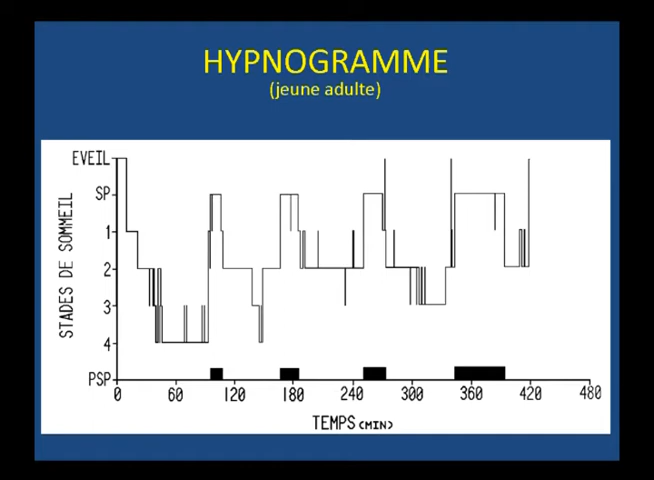 HYPNOGRAMME
(jeune adulte)
EVEIL
SP
1
2
3
4
PSP
STADES DE SOMMEIL
0 60 120 180 240 300 360 420 480
TEMPS (MIN)